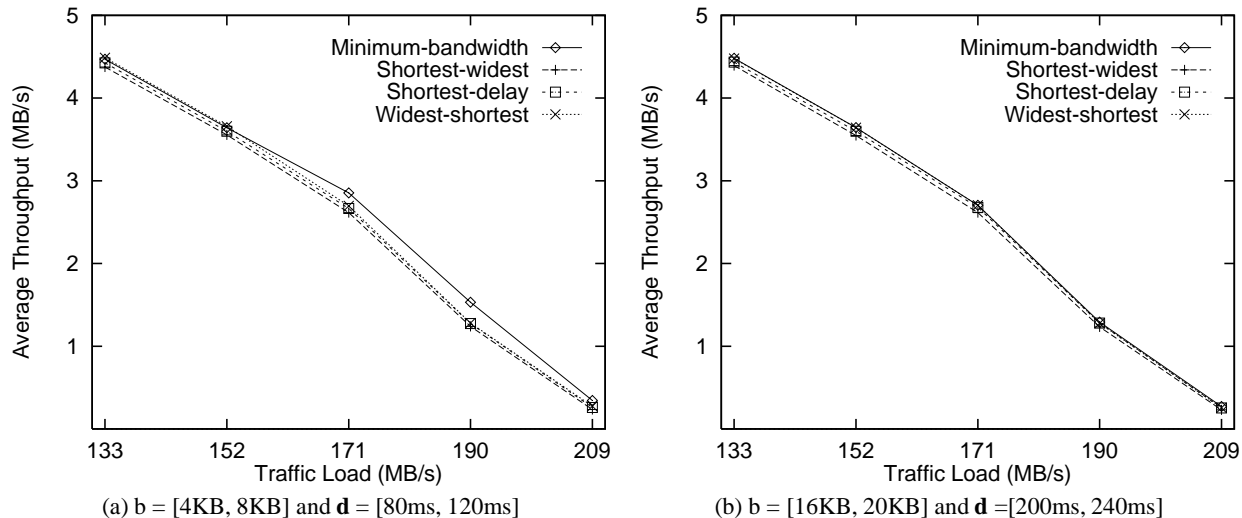 5
4
3
2
1
Average Throughput (MB/s)
Minimum-bandwidth
Shortest-widest
Shortest-delay
Widest-shortest
133 152 171 190 209
Traffic Load (MB/s)
(a) b = [4KB, 8KB] and d = [80ms, 120ms]
5
4
3
2
1
Average Throughput (MB/s)
Minimum-bandwidth
Shortest-widest
Shortest-delay
Widest-shortest
133 152 171 190 209
Traffic Load (MB/s)
(b) b = [16KB, 20KB] and d =[200ms, 240ms]